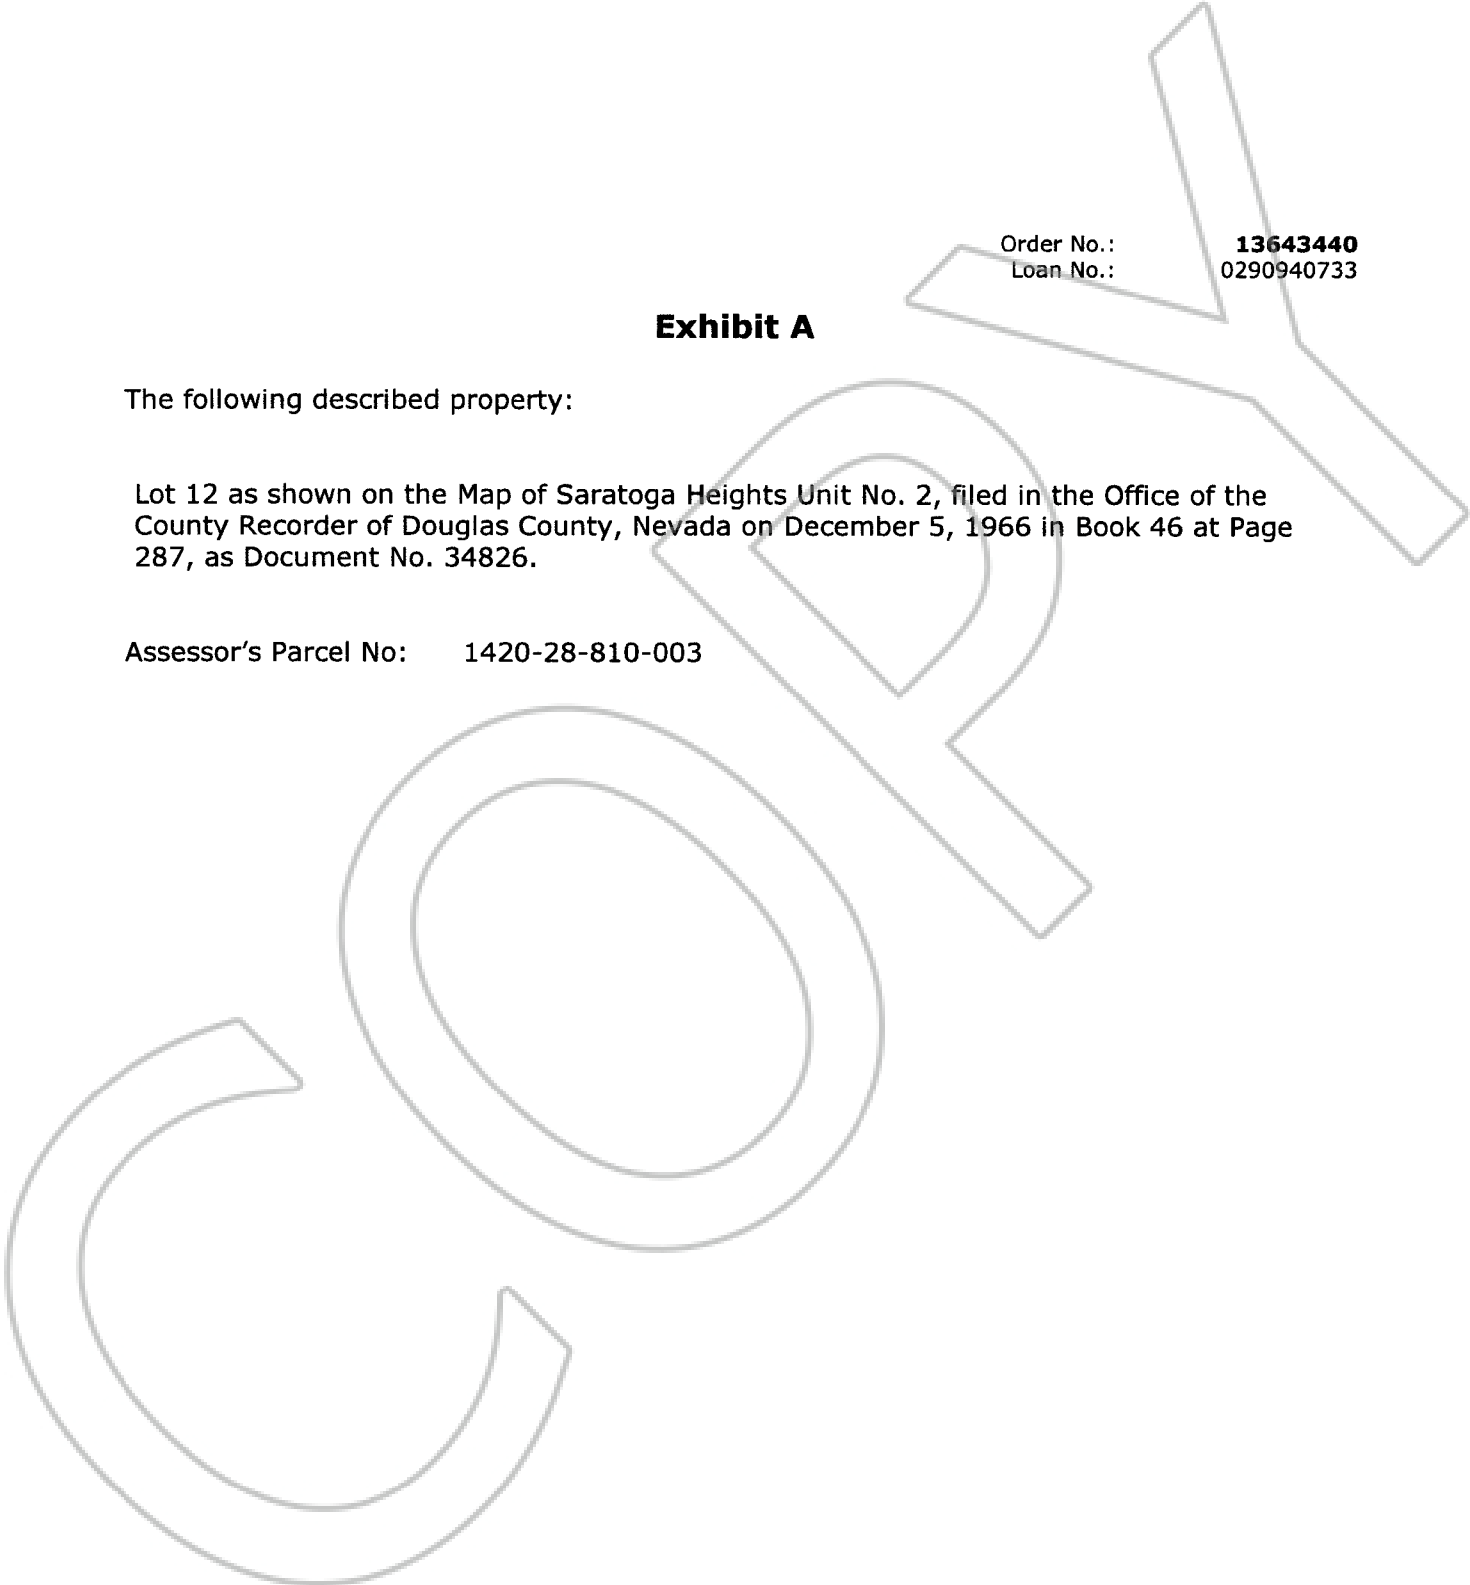 Order No.: 13643440
Loan No.: 0290940733
Exhibit A
The following described property:
Lot 12 as shown on the Map of Saratoga Heights Unit No. 2, filed in the Office of the
County Recorder of Douglas County, Nevada on December 5, 1966 in Book 46 at Page
287, as Document No. 34826.
Assessor's Parcel No: 1420-28-810-003
COPY